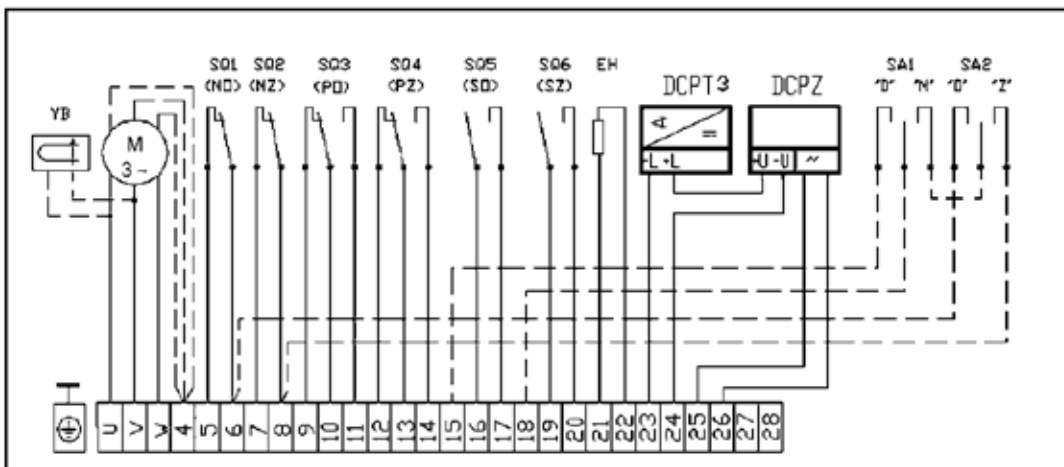 SQ1 SQ2 SQ3 SQ4 SQ5 SQ6 EH DCPT3 DCPZ SA1 SA2
(NO) (NZ) (PO) (PZ) (SO) (SZ) "D" "M" "O" "Z"
YB
M
3~
A
=
-L +L +U -U ~
U V W 4 5 6 7 8 9 10 11 12 13 14 15 16 17 18 19 20 21 22 23 24 25 26 27 28